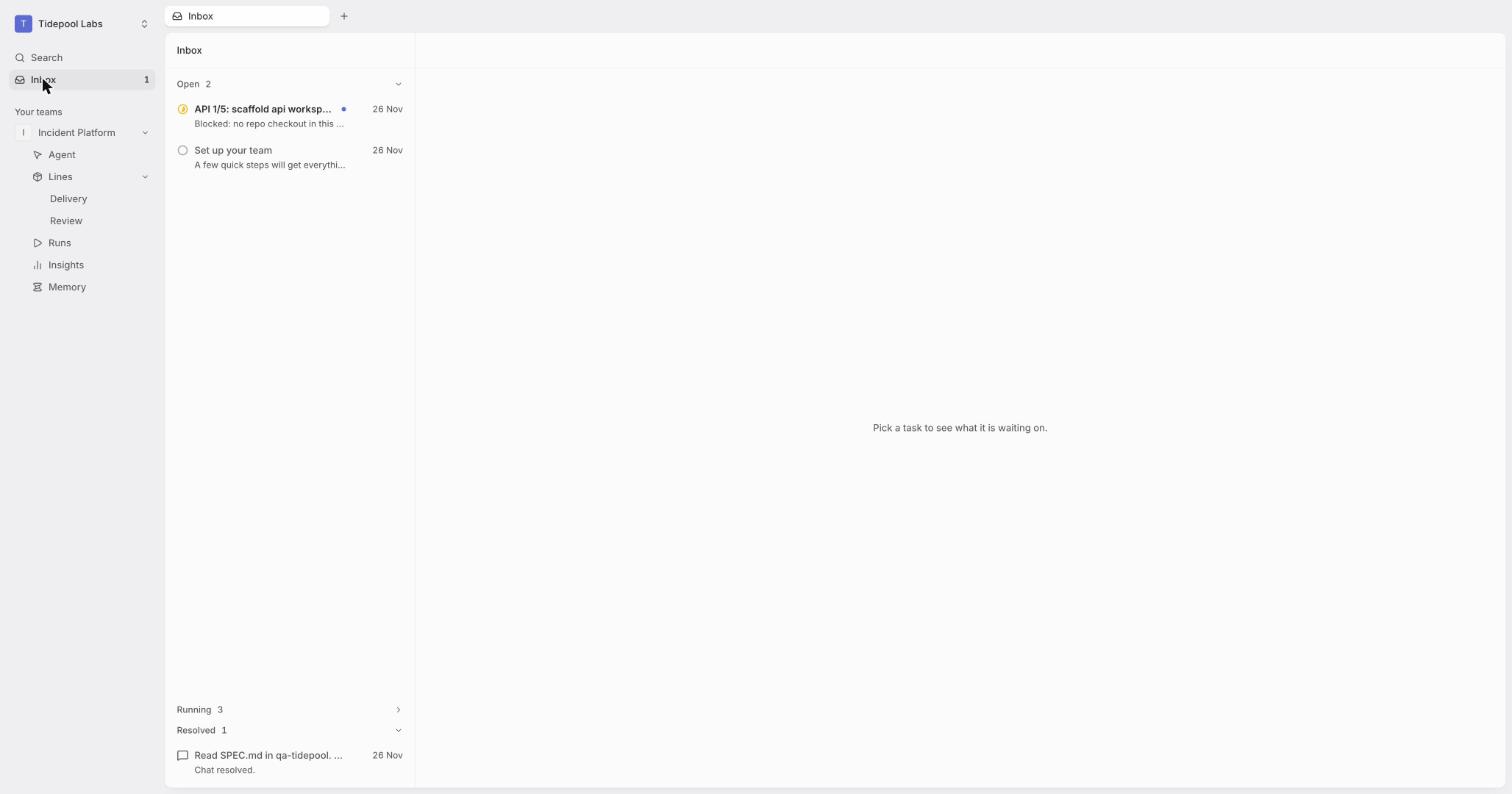 T Tidepool Labs
Search
Inbox 1
Your teams
I Incident Platform
Agent
Lines
Delivery
Review
Runs
Insights
Memory
Inbox
Inbox
Open 2
API 1/5: scaffold api worksp... 26 Nov
Blocked: no repo checkout in this ...
Set up your team 26 Nov
A few quick steps will get everythi...
Pick a task to see what it is waiting on.
Running 3
Resolved 1
Read SPEC.md in qa-tidepool. ... 26 Nov
Chat resolved.